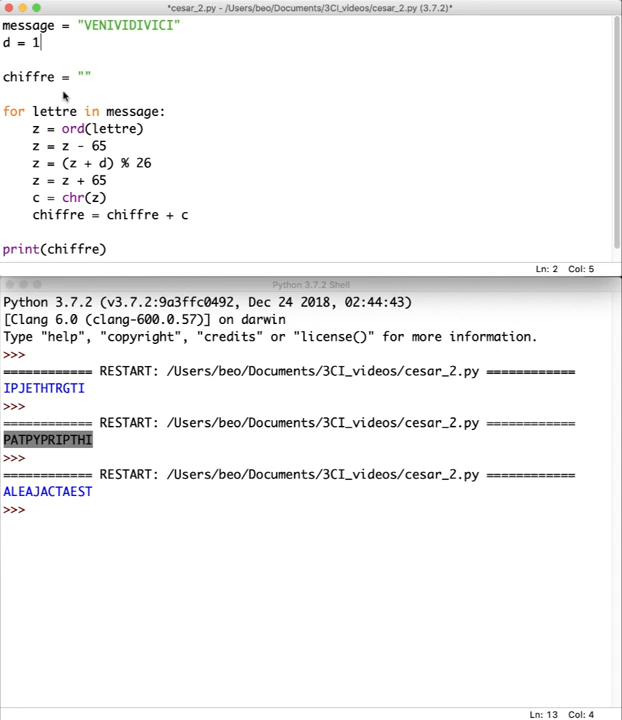 *cesar_2.py - /Users/beo/Documents/3CI_videos/cesar_2.py (3.7.2)*
message = "VENIVIDIVICI"
d = 1
chiffre = ""
for lettre in message:
    z = ord(lettre)
    z = z - 65
    z = (z + d) % 26
    z = z + 65
    c = chr(z)
    chiffre = chiffre + c
print(chiffre)
Ln: 2 Col: 5
Python 3.7.2 Shell
Python 3.7.2 (v3.7.2:9a3ffc0492, Dec 24 2018, 02:44:43)
[Clang 6.0 (clang-600.0.57)] on darwin
Type "help", "copyright", "credits" or "license()" for more information.
>>>
============ RESTART: /Users/beo/Documents/3CI_videos/cesar_2.py ============
IPJETHTRGTI
>>>
============ RESTART: /Users/beo/Documents/3CI_videos/cesar_2.py ============
PATPYPRIPTHI
>>>
============ RESTART: /Users/beo/Documents/3CI_videos/cesar_2.py ============
ALEAJACTAEST
>>>
Ln: 13 Col: 4